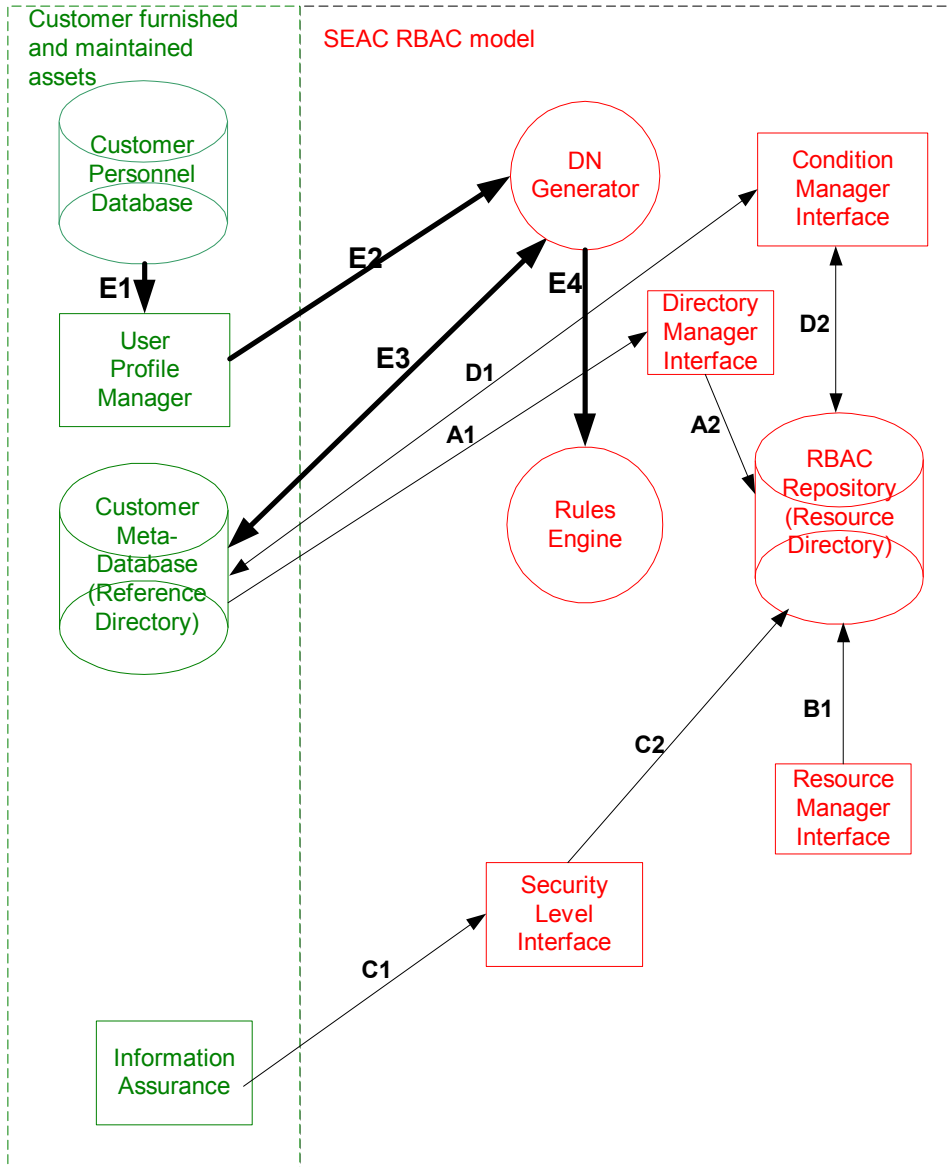 Customer furnished
and maintained
assets
SEAC RBAC model
Customer
Personnel
Database
DN
Generator
Condition
Manager
Interface
E1
E2
E4
User
Profile
Manager
Directory
Manager
Interface
D2
E3
D1
A1
A2
Customer
Meta-
Database
(Reference
Directory)
Rules
Engine
RBAC
Repository
(Resource
Directory)
B1
C2
Resource
Manager
Interface
Security
Level
Interface
C1
Information
Assurance